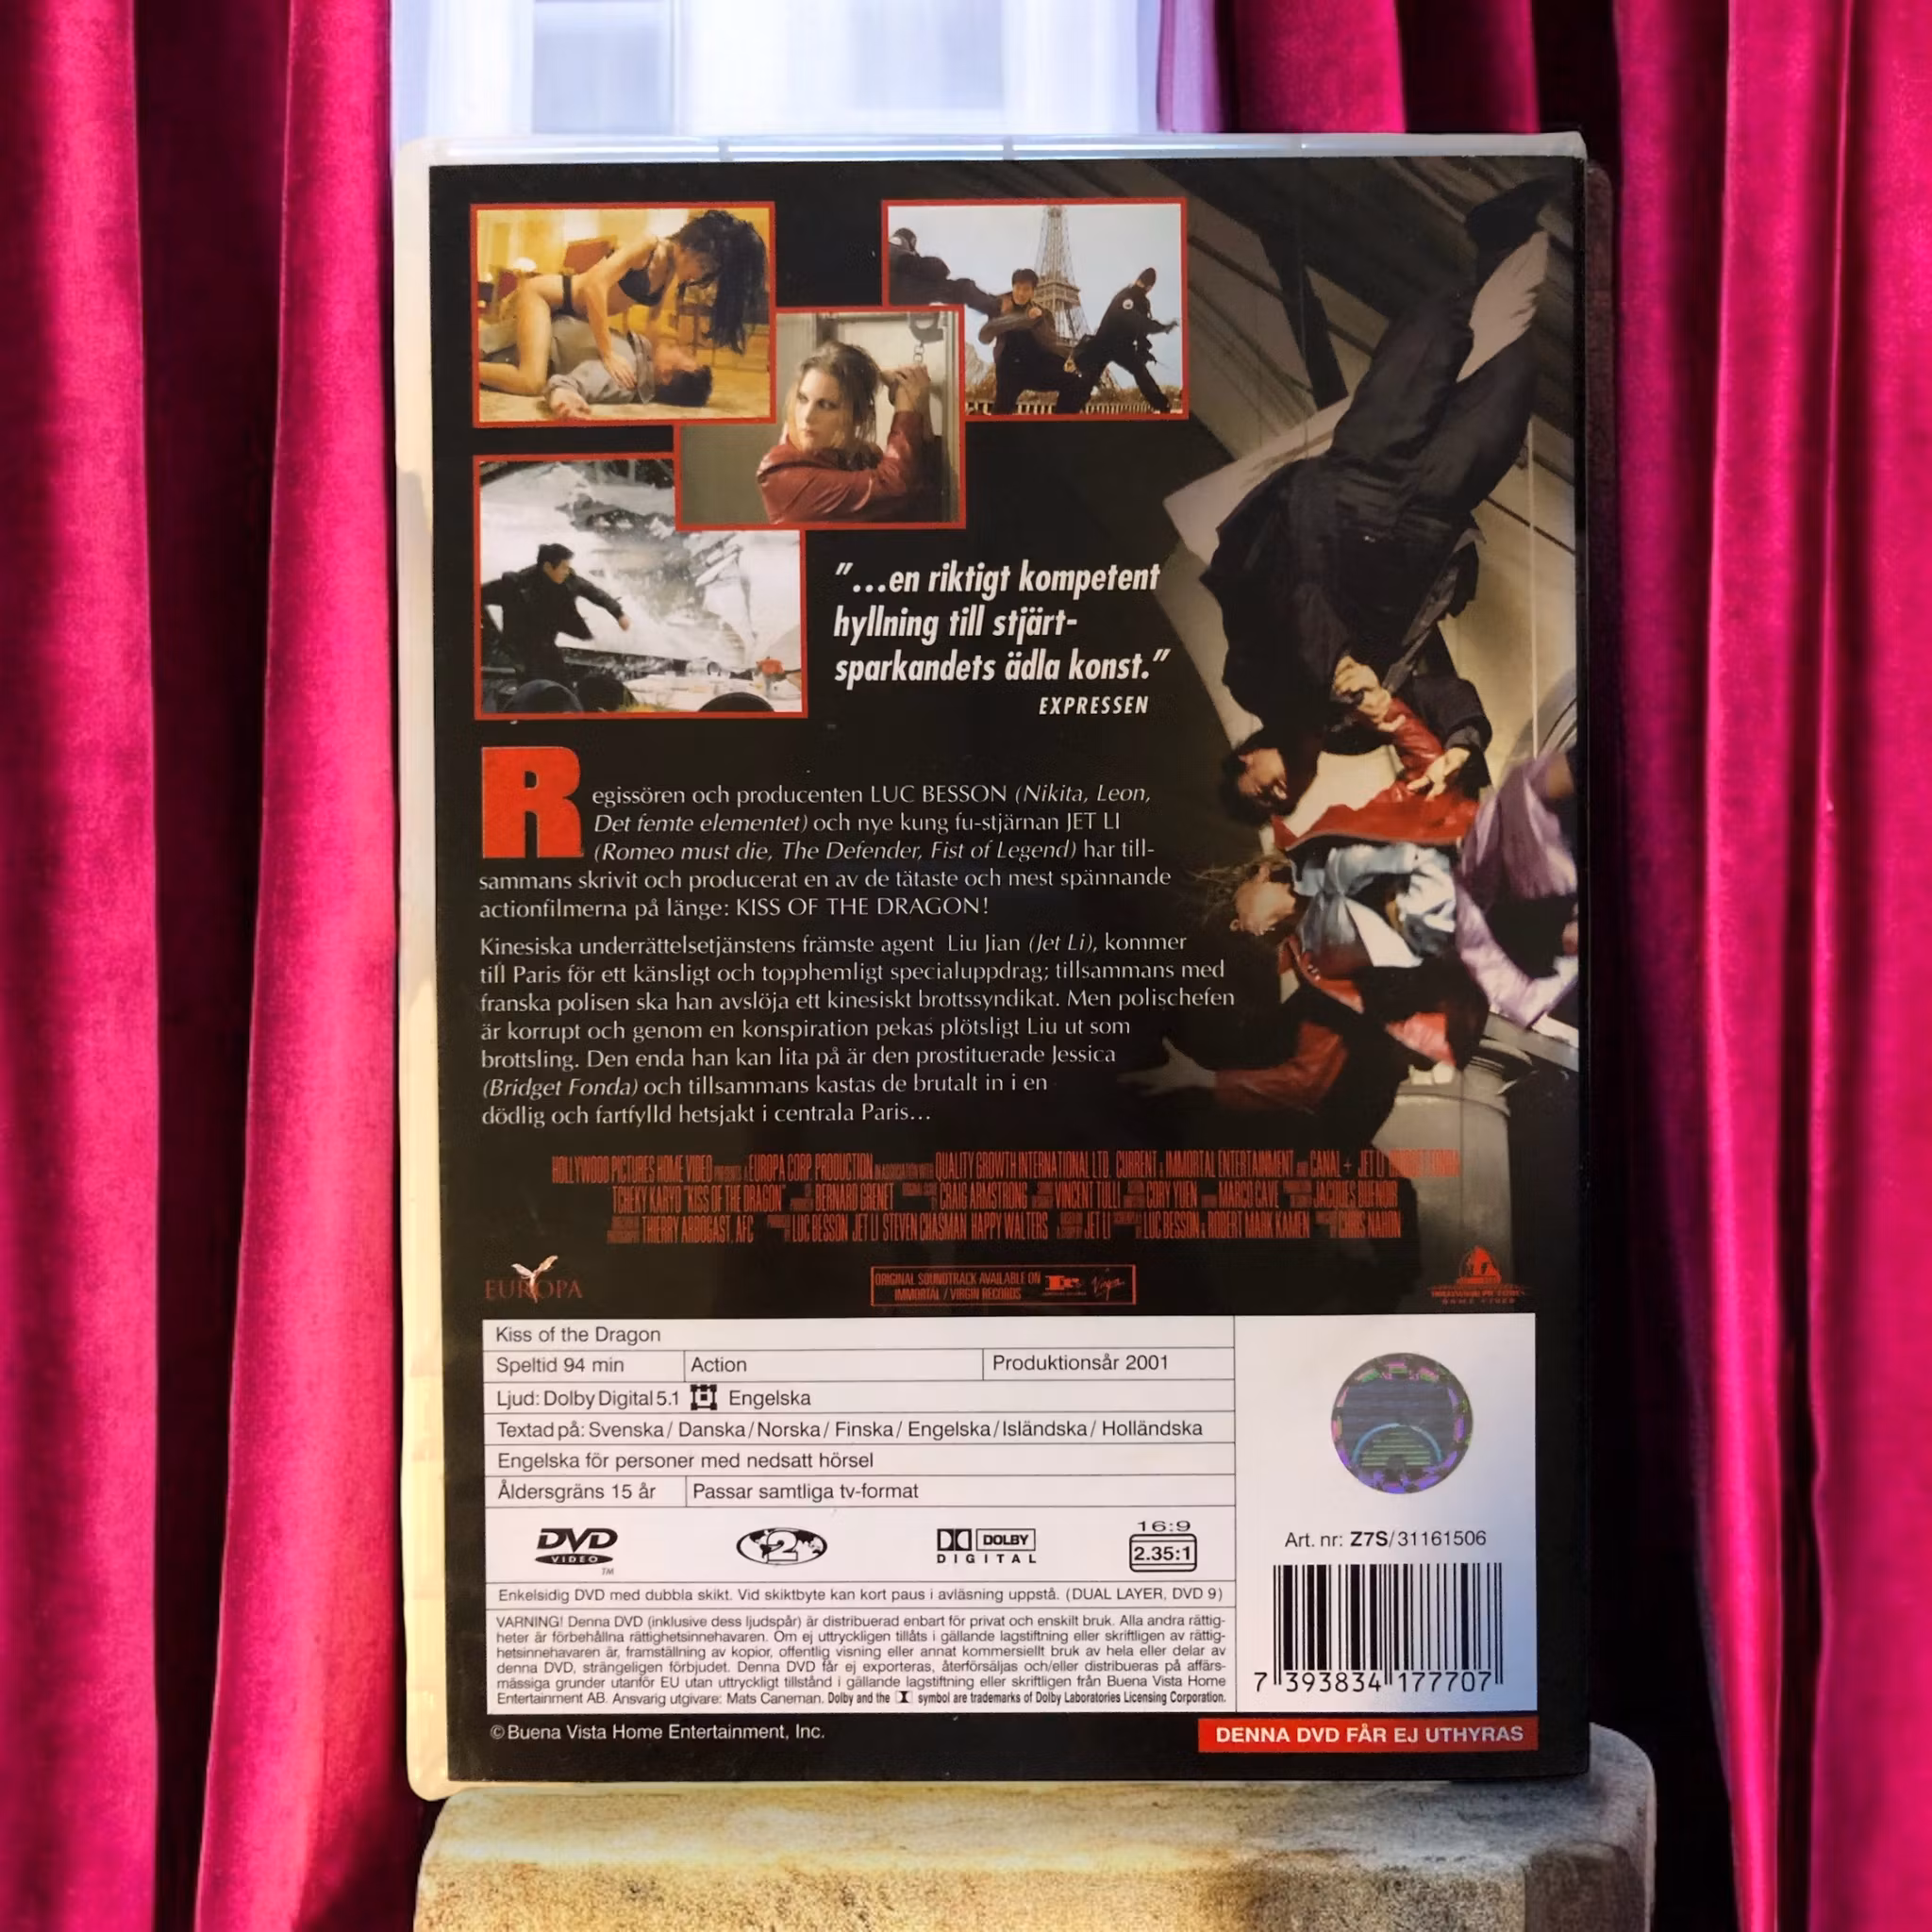 "...en riktigt kompetent
hyllning till stjärt-
sparkandets ädla konst."
EXPRESSEN
Regissören och producenten LUC BESSON (Nikita, Leon,
Det femte elementet) och nye kung fu-stjärnan JET LI
(Romeo must die, The Defender, Fist of Legend) har till-
sammans skrivit och producerat en av de tätaste och mest spännande
actionfilmerna på länge: KISS OF THE DRAGON!
Kinesiska underrättelsetjänstens främste agent Liu Jian (Jet Li), kommer
till Paris för ett känsligt och topphemligt specialuppdrag; tillsammans med
franska polisen ska han avslöja ett kinesiskt brottssyndikat. Men polischefen
är korrupt och genom en konspiration pekas plötsligt Liu ut som
brottsling. Den enda han kan lita på är den prostituerade Jessica
(Bridget Fonda) och tillsammans kastas de brutalt in i en
dödlig och fartfylld hetsjakt i centrala Paris...
HOLLYWOOD PICTURES HOME VIDEO EUROPA CORP PRODUCTION QUALITY GROWTH INTERNATIONAL LTD. CURRENT IMMORTAL ENTERTAINMENT CANAL+ JET LI
TCHEKY KARYO "KISS OF THE DRAGON" BERNARD GRENET CRAIG ARMSTRONG VINCENT TULLI CORY YUEN MARCO CAVE
THIERRY ARBOGAST, AFC LUC BESSON JET LI STEVEN CHASMAN HAPPY WALTERS JET LI LUC BESSON & ROBERT MARK KAMEN CHRIS NAHON
EUROPA
ORIGINAL SOUNDTRACK AVAILABLE ON
IMMORTAL / VIRGIN RECORDS
Virgin
Kiss of the Dragon
Speltid 94 min Action Produktionsår 2001
Ljud: Dolby Digital 5.1 Engelska
Textad på: Svenska / Danska / Norska / Finska / Engelska / Isländska / Holländska
Engelska för personer med nedsatt hörsel
Åldersgräns 15 år Passar samtliga tv-format
DVD VIDEO TM
2
DOLBY DIGITAL
16:9
2.35:1
Enkelsidig DVD med dubbla skikt. Vid skiktbyte kan kort paus i avläsning uppstå. (DUAL LAYER, DVD 9)
VARNING! Denna DVD (inklusive dess ljudspår) är distribuerad enbart för privat och enskilt bruk. Alla andra rättig-
heter är förbehållna rättighetsinnehavaren. Om ej uttryckligen tillåts i gällande lagstiftning eller skriftligen av rättig-
hetsinnehavaren är, framställning av kopior, offentlig visning eller annat kommersiellt bruk av hela eller delar av
denna DVD, strängeligen förbjudet. Denna DVD får ej exporteras, återförsäljas och/eller distribueras på affärs-
mässiga grunder utanför EU utan uttryckligt tillstånd i gällande lagstiftning eller skriftligen från Buena Vista Home
Entertainment AB. Ansvarig utgivare: Mats Caneman. Dolby and the symbol are trademarks of Dolby Laboratories Licensing Corporation.
Art. nr: Z7S/31161506
7 393834 177707
© Buena Vista Home Entertainment, Inc.
DENNA DVD FÅR EJ UTHYRAS